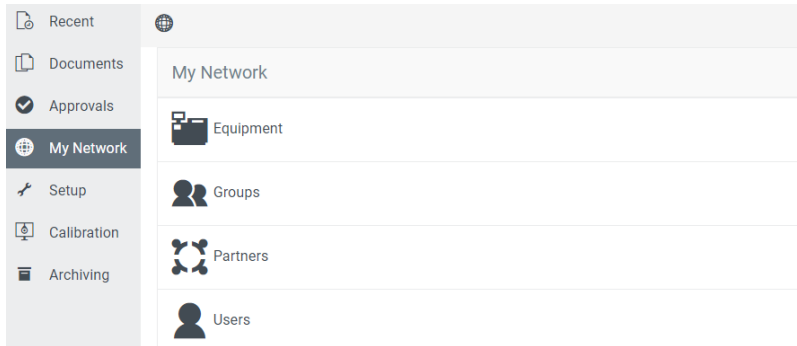 Recent
Documents
Approvals
My Network
Setup
Calibration
Archiving
My Network
Equipment
Groups
Partners
Users